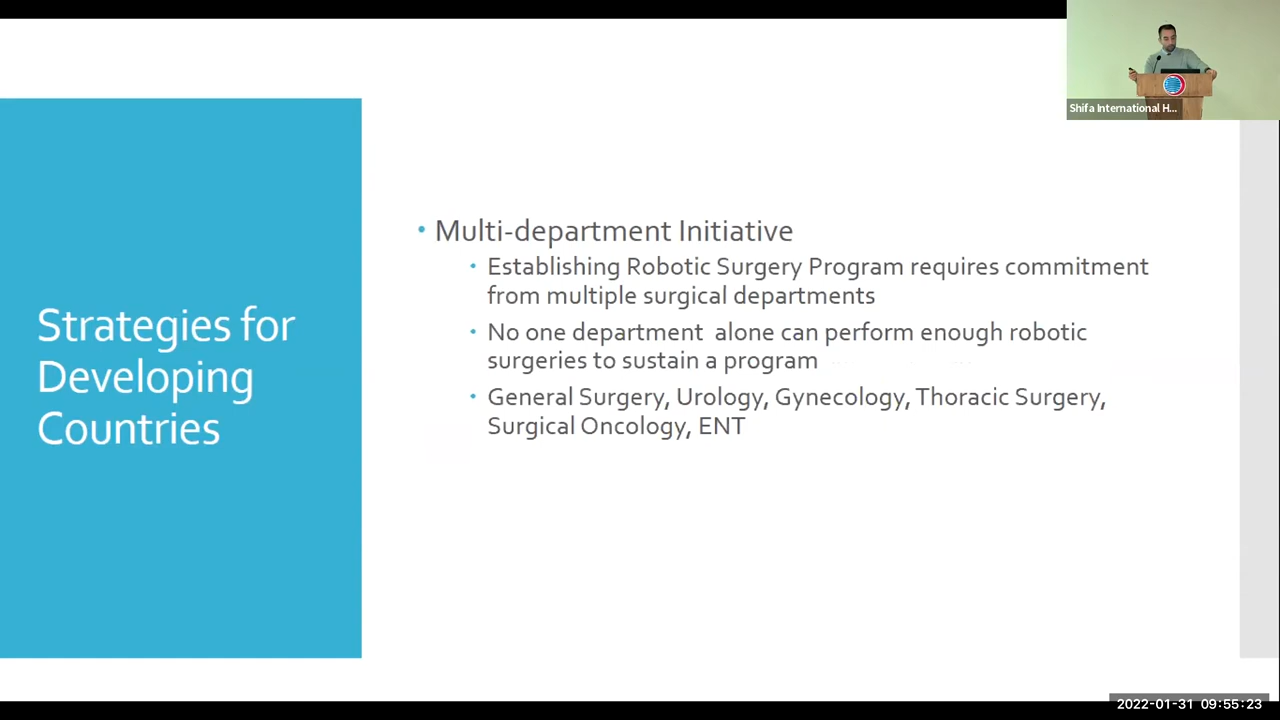 Shifa International H...
Strategies for
Developing
Countries
• Multi-department Initiative
• Establishing Robotic Surgery Program requires commitment
from multiple surgical departments
• No one department alone can perform enough robotic
surgeries to sustain a program
• General Surgery, Urology, Gynecology, Thoracic Surgery,
Surgical Oncology, ENT
2022-01-31 09:55:23